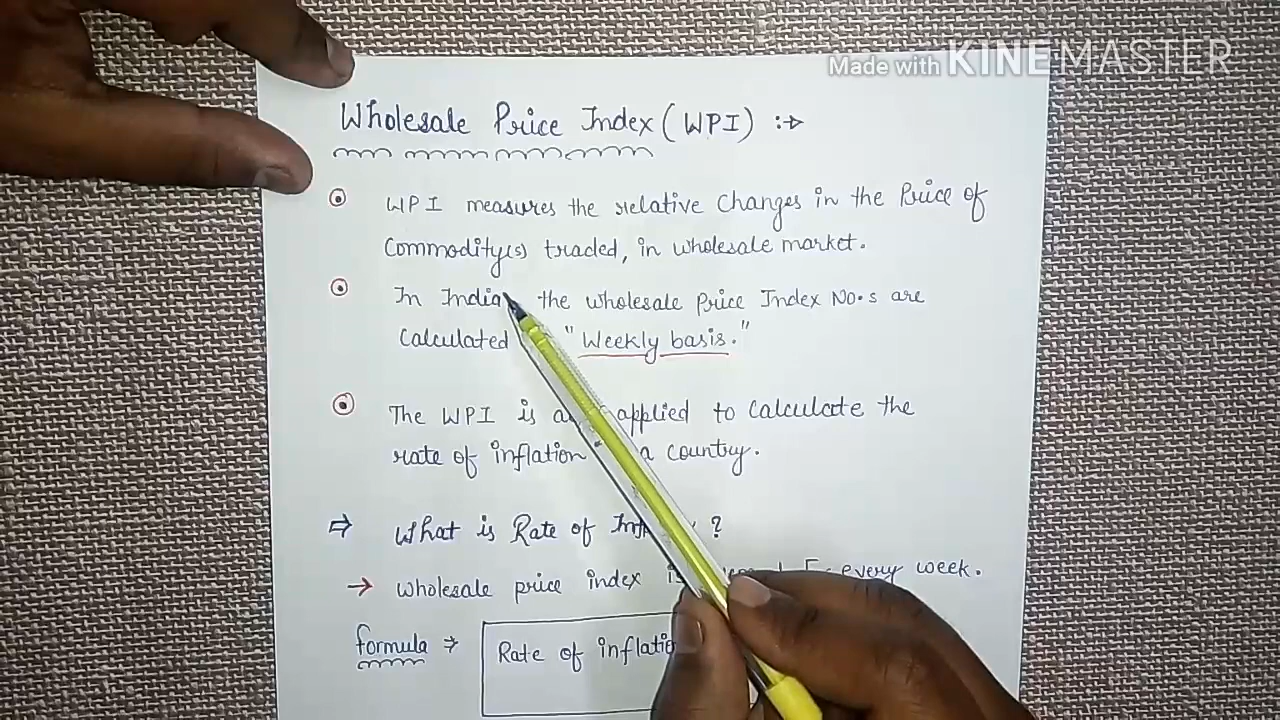 Made with KINEMASTER
Wholesale Price Index (WPI) :→
WPI measures the relative changes in the Price of
Commodity(s) traded, in wholesale market.
In India the wholesale Price Index No.s are
Calculated "Weekly basis."
The WPI is applied to calculate the
rate of inflation a country.
⇒ What is Rate of ?
→ wholesale price index every week.
formula ⇒ Rate of inflation